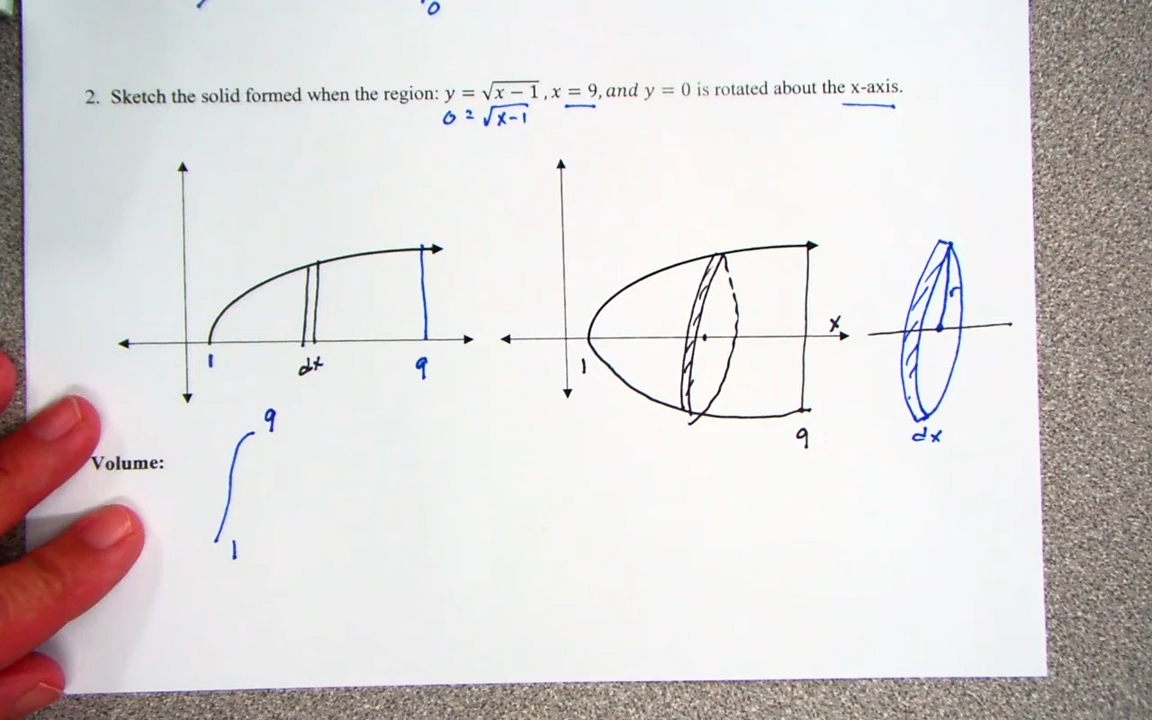 0
2. Sketch the solid formed when the region: y = √x − 1, x = 9, and y = 0 is rotated about the x-axis.
0 = √x-1
1 dx 9
x
1 9
r
dx
Volume: ∫ 9
1